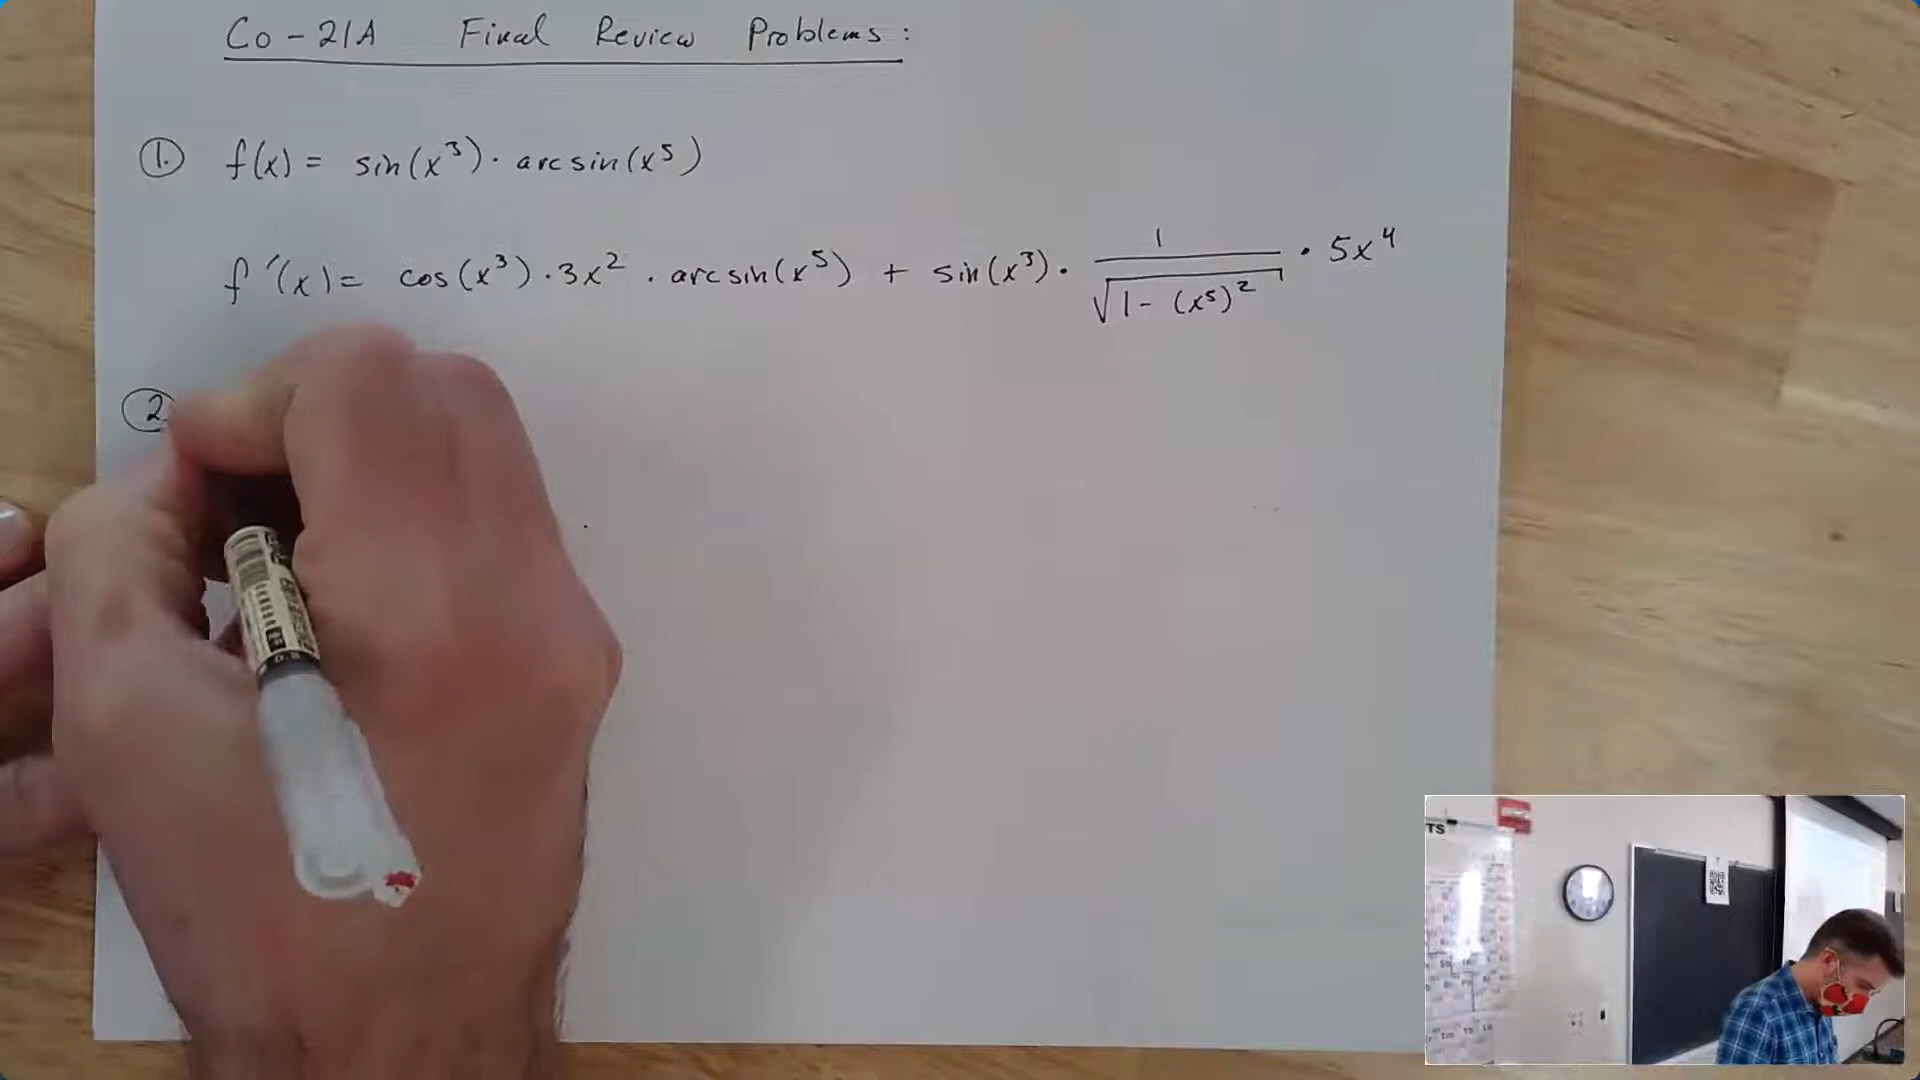 Co-21A Final Review Problems:
1. f(x) = sin(x³) · arcsin(x⁵)
f'(x) = cos(x³) · 3x² · arcsin(x⁵) + sin(x³) · 1/√(1 - (x⁵)²) · 5x⁴
2.
TS